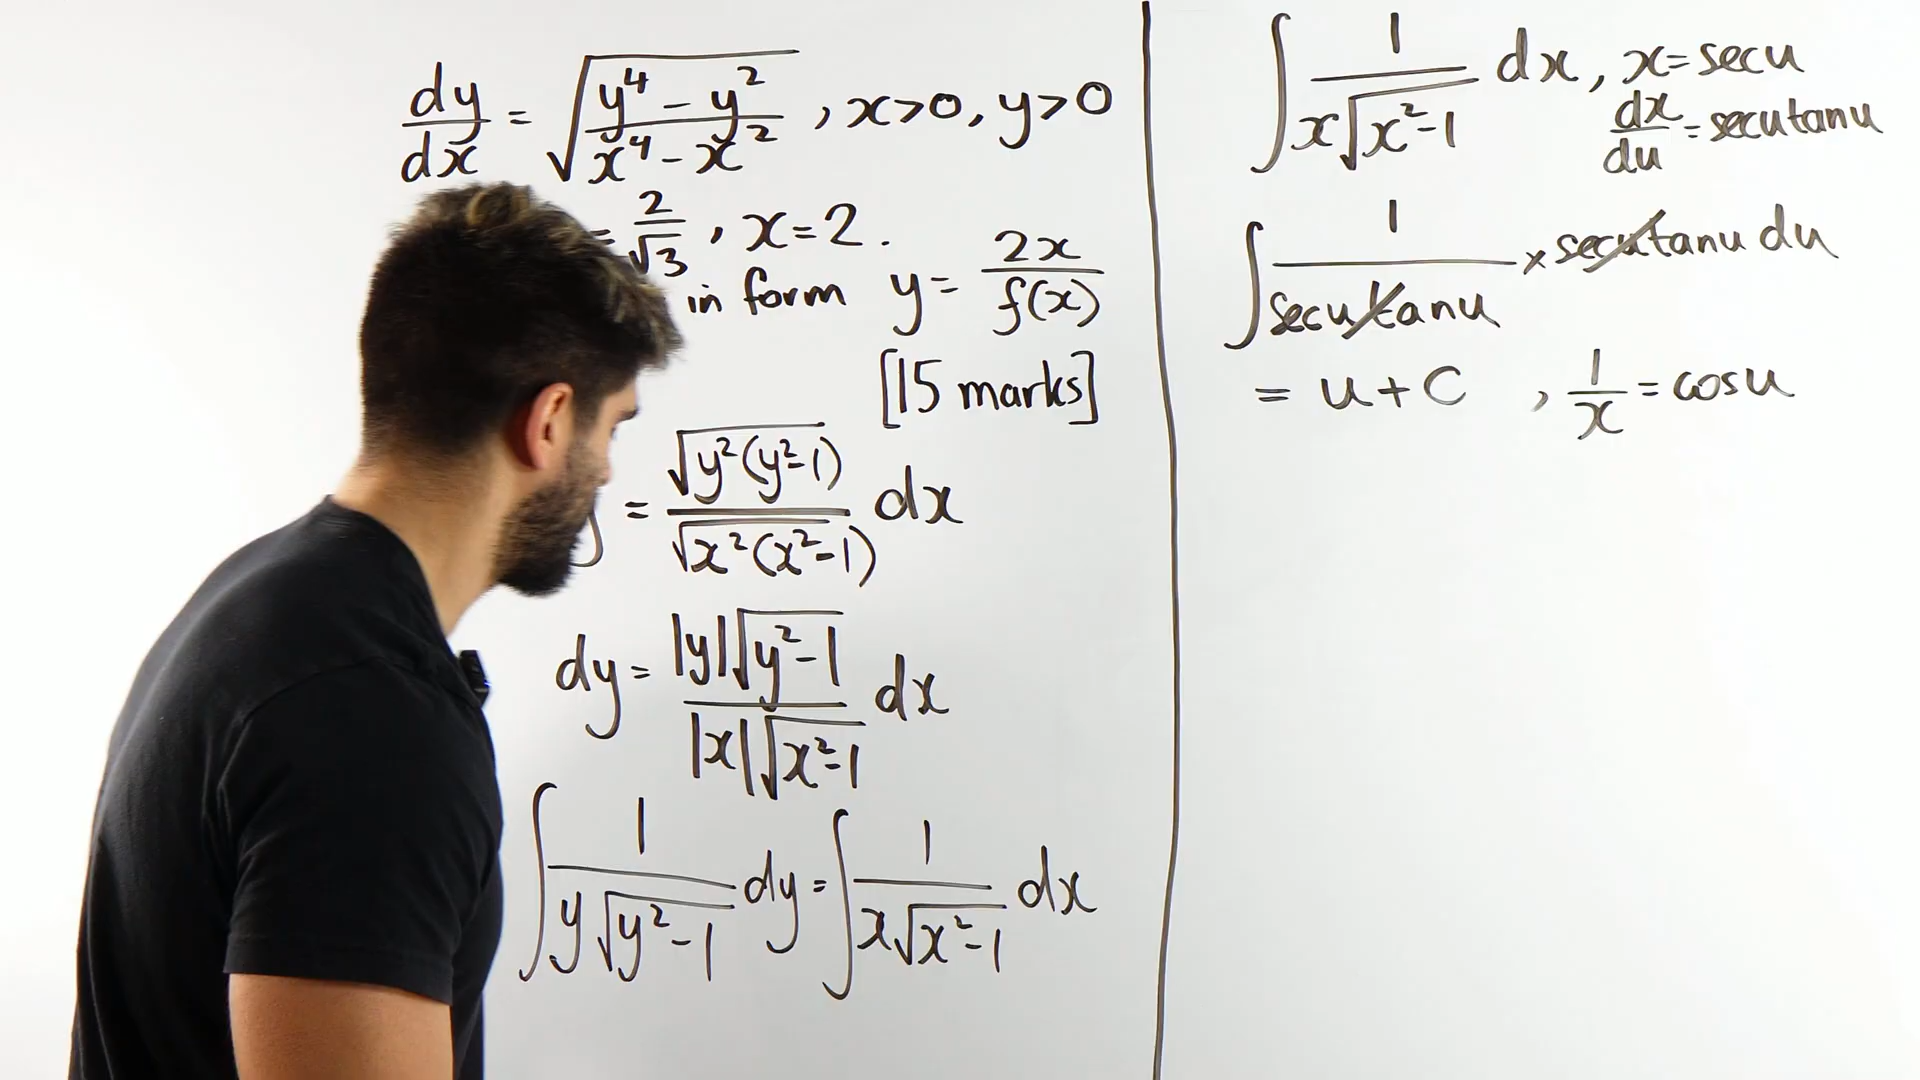 dy/dx = √((y⁴ - y²)/(x⁴ - x²)) , x>0, y>0
= 2/√3 , x=2.
in form y = 2x/f(x)
[15 marks]
= √(y²(y²-1))/√(x²(x²-1)) dx
dy = |y|√(y²-1)/|x|√(x²-1) dx
∫ 1/(y√(y²-1)) dy = ∫ 1/(x√(x²-1)) dx
∫ 1/(x√(x²-1)) dx, x=secu
dx/du = secutanu
∫ 1/(secutanu) × secutanu du
= u + C , 1/x = cosu